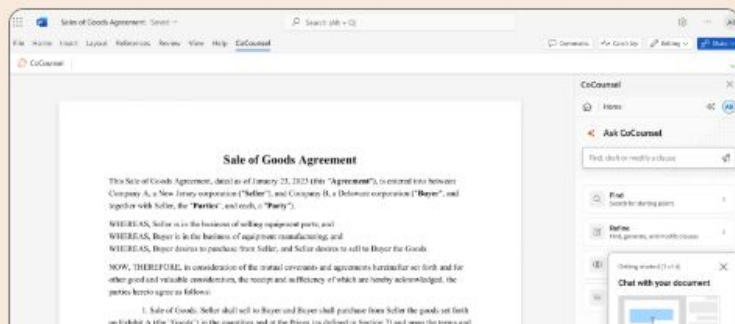 Sales of Goods Agreement Saved
Search (Alt + Q)
File Home Insert Layout References Review View Help CoCounsel
Comments Catch Up Editing Share
CoCounsel
CoCounsel
Home
Ask CoCounsel
Find, draft or modify a clause
Find
Search for starting points
Refine
Find, generate, and modify clauses
Getting started (1 of 4)
Chat with your document
Sale of Goods Agreement
This Sale of Goods Agreement, dated as of January 23, 2023 (this "Agreement"), is entered into between
Company A, a New Jersey corporation ("Seller"), and Company B, a Delaware corporation ("Buyer", and
together with Seller, the "Parties", and each, a "Party").
WHEREAS, Seller is in the business of selling equipment parts; and
WHEREAS, Buyer is in the business of equipment manufacturing; and
WHEREAS, Buyer desires to purchase from Seller, and Seller desires to sell to Buyer the Goods.
NOW, THEREFORE, in consideration of the mutual covenants and agreements hereinafter set forth and for
other good and valuable consideration, the receipt and sufficiency of which are hereby acknowledged, the
parties hereto agree as follows:
1. Sale of Goods. Seller shall sell to Buyer and Buyer shall purchase from Seller the goods set forth
on Exhibit A (the "Goods") in the quantities and at the Prices (as defined in Section 7) and upon the terms and